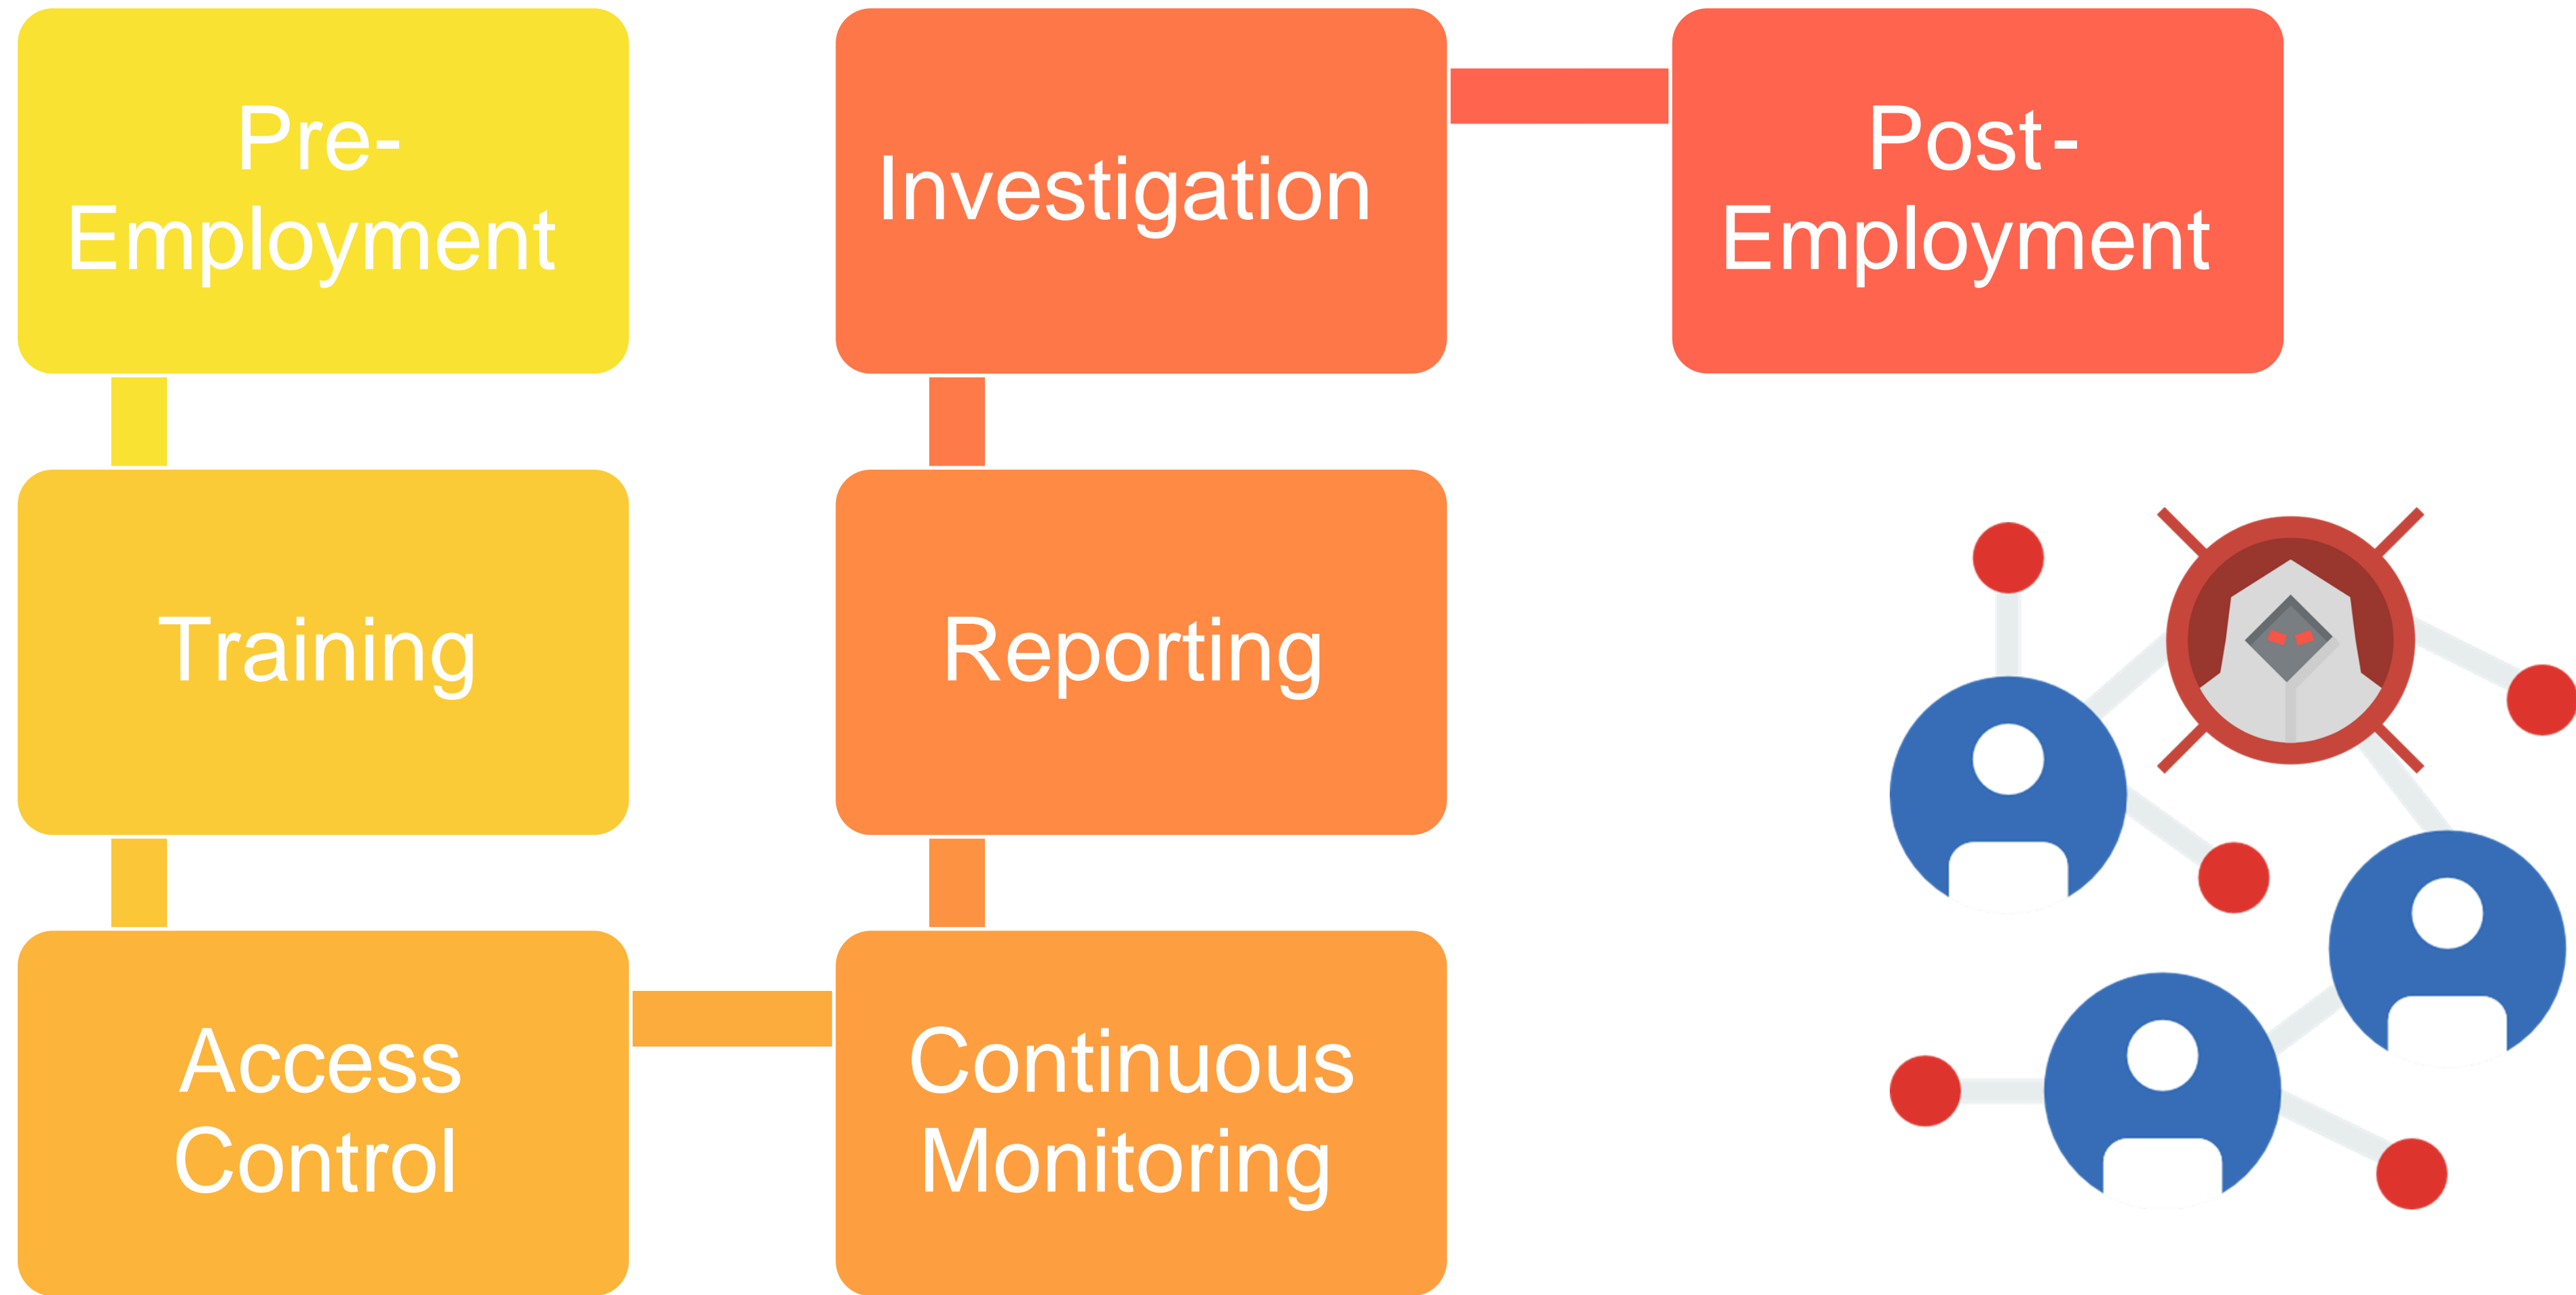 Pre-
Employment
Training
Access
Control
Continuous
Monitoring
Reporting
Investigation
Post-
Employment